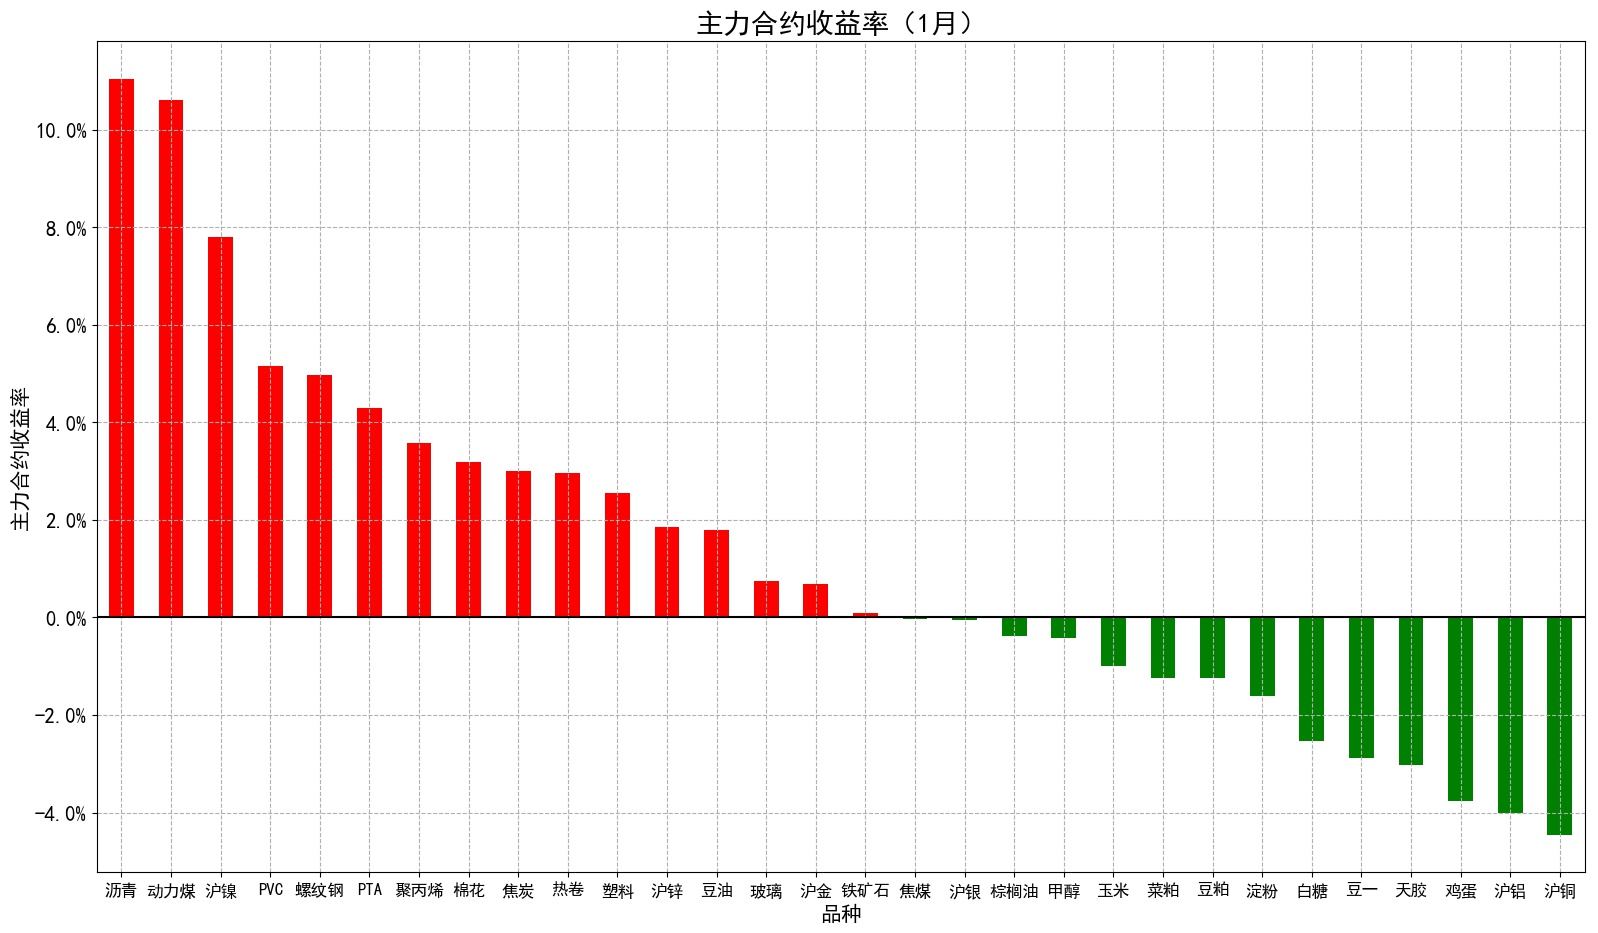 主力合约收益率（1月）
主力合约收益率
10.0%
8.0%
6.0%
4.0%
2.0%
0.0%
-2.0%
-4.0%
沥青 动力煤 沪镍 PVC 螺纹钢 PTA 聚丙烯 棉花 焦炭 热卷 塑料 沪锌 豆油 玻璃 沪金 铁矿石 焦煤 沪银 棕榈油 甲醇 玉米 菜粕 豆粕 淀粉 白糖 豆一 天胶 鸡蛋 沪铝 沪铜
品种